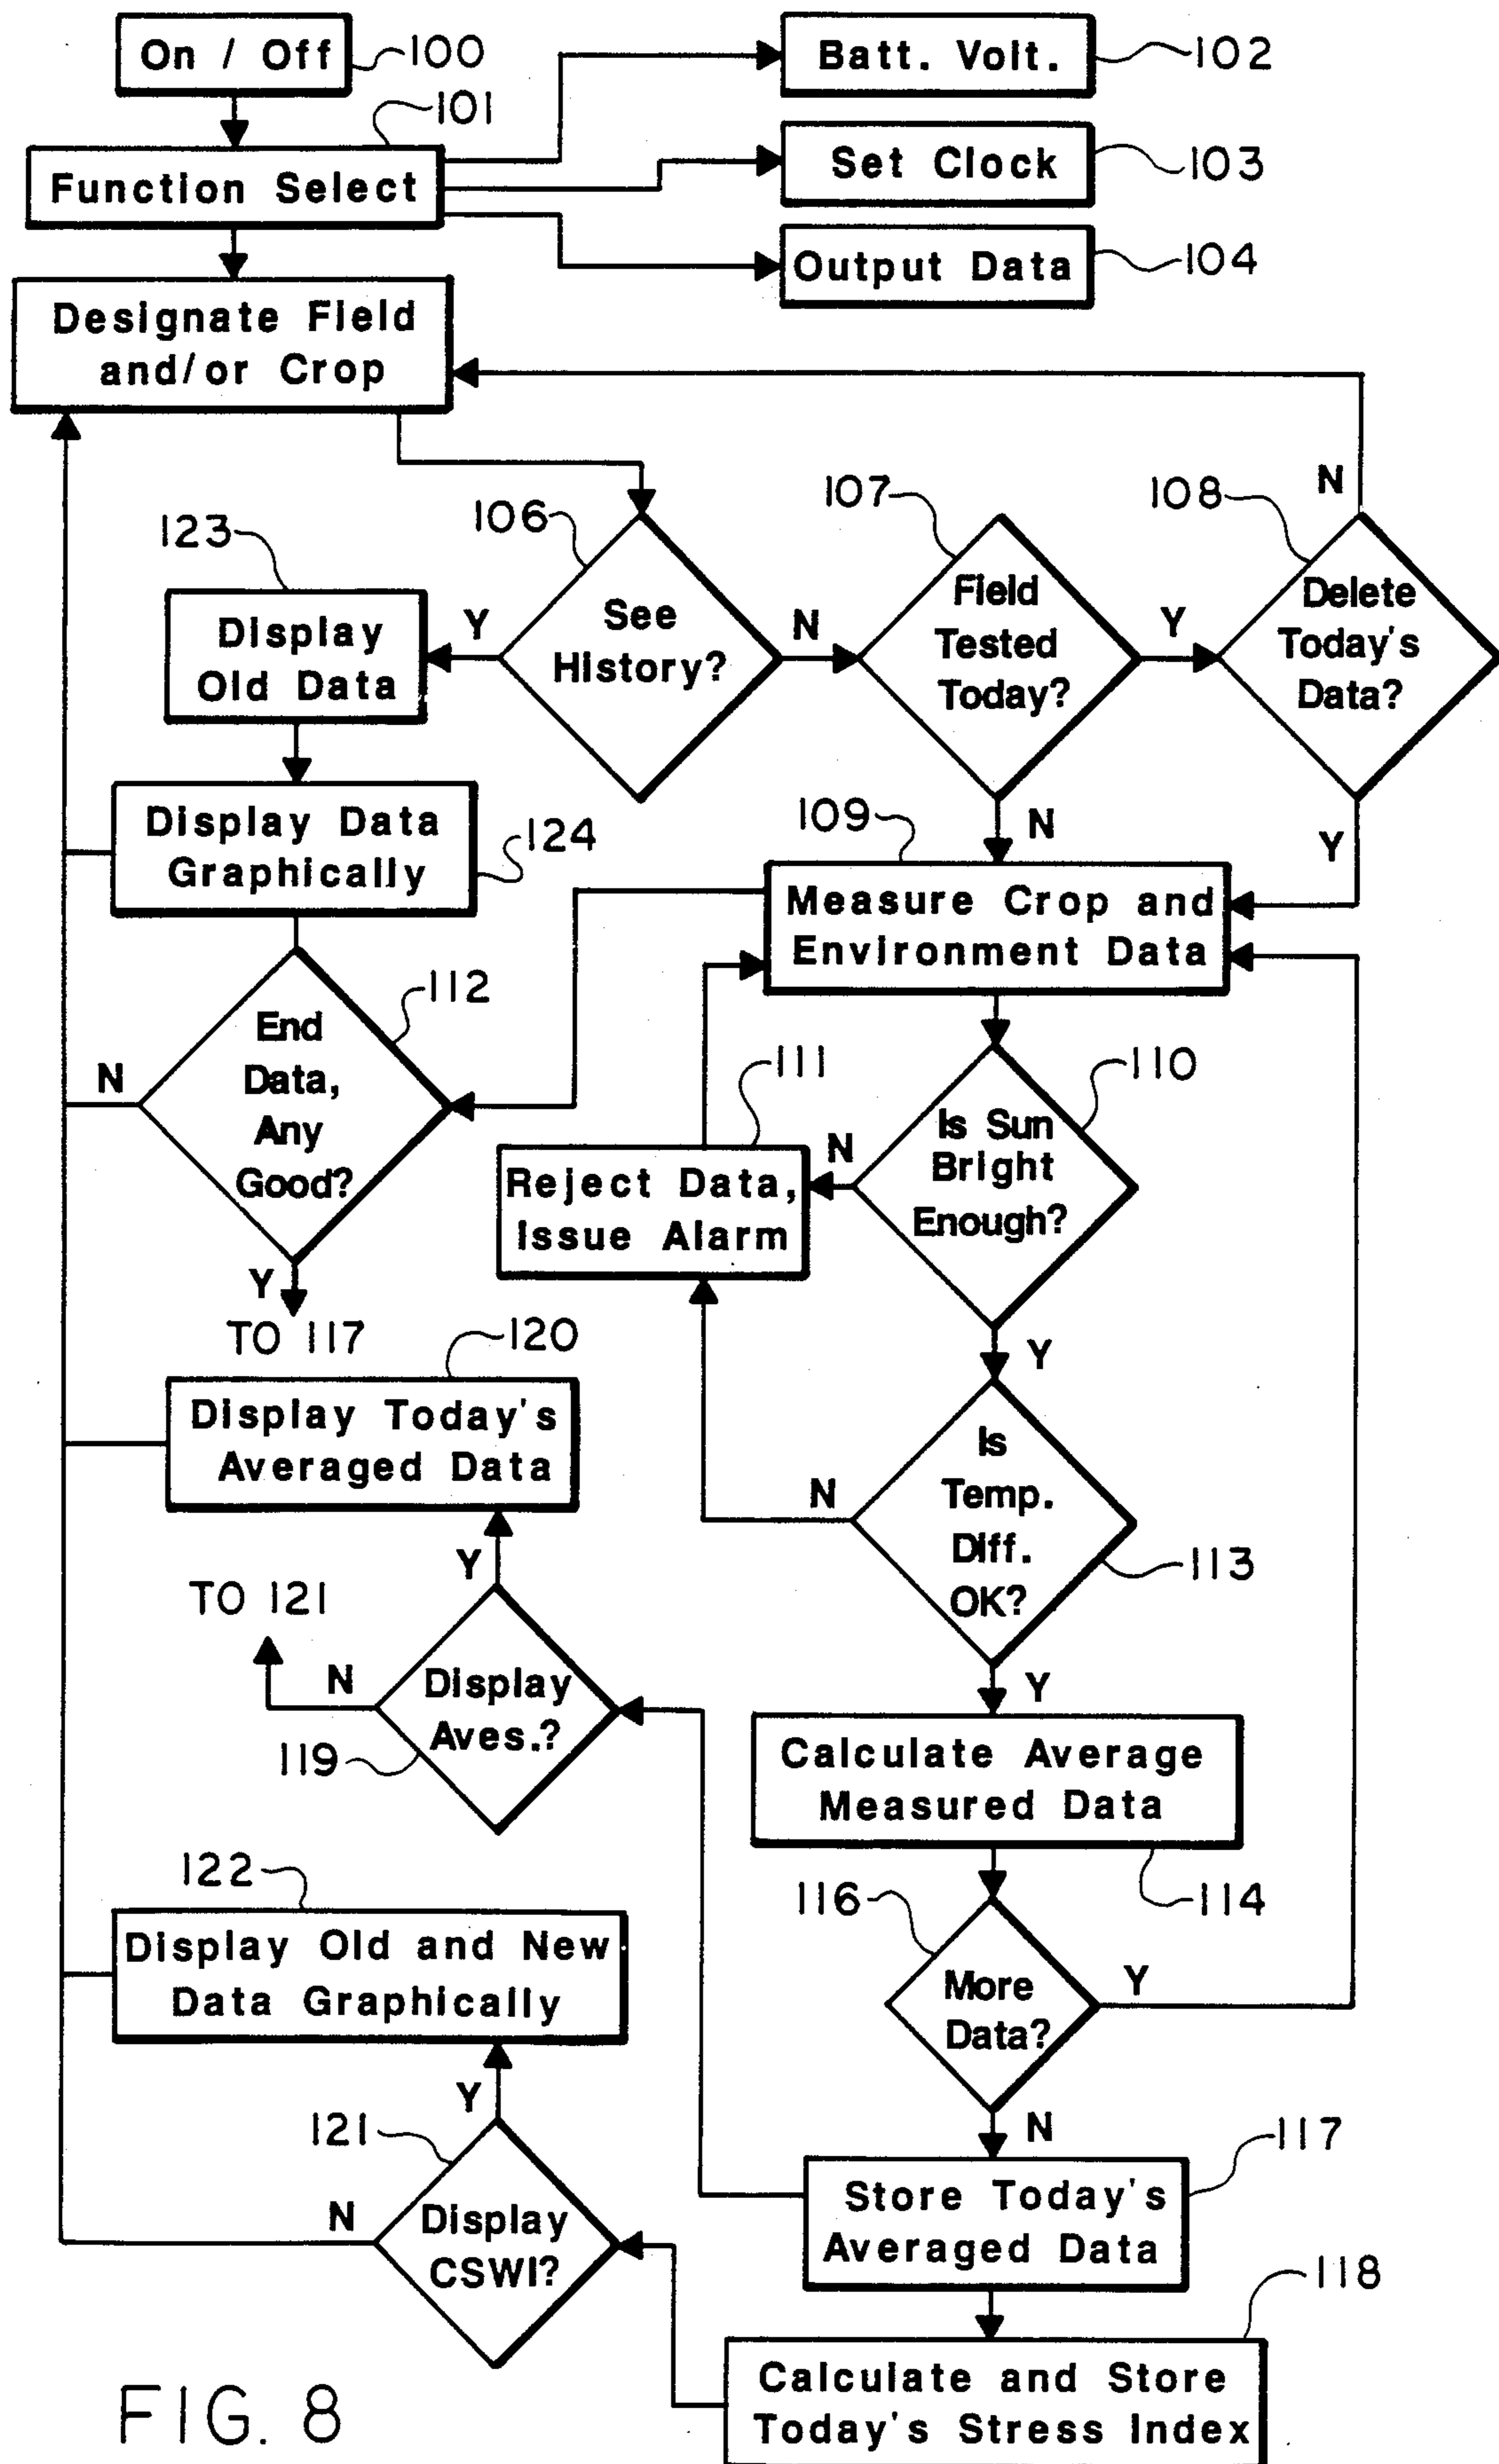 On / Off
100
Batt. Volt.
102
101
Function Select
Set Clock
103
Output Data
104
Designate Field
and/or Crop
N
123
106
107
108
Display
Old Data
Y
See
History?
N
Field
Tested
Today?
Y
Delete
Today's
Data?
Display Data
Graphically
124
109
N
Y
Measure Crop and
Environment Data
112
End
Data,
Any
Good?
N
Y
TO 117
111
110
Reject Data,
Issue Alarm
N
Is Sun
Bright
Enough?
Y
120
Display Today's
Averaged Data
N
Is
Temp.
Diff.
OK?
113
Y
TO 121
N
Display
Aves.?
119
Y
Calculate Average
Measured Data
114
122
116
Display Old and New
Data Graphically
More
Data?
Y
Y
N
121
117
N
Display
CSWI?
Store Today's
Averaged Data
118
Calculate and Store
Today's Stress Index
FIG. 8